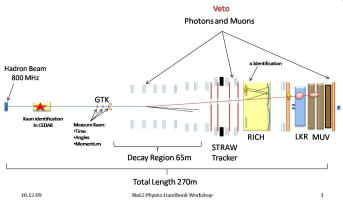 Veto
Photons and Muons
Hadron Beam
800 MHz
π Identification
GTK
Kaon identification
In CEDAR
Measure Kaon:
•Time
•Angles
•Momentum
Decay Region 65m
STRAW
Tracker
RICH
LKR
MUV
Total Length 270m
10.12.09
NA62 Physics Handbook Workshop
3